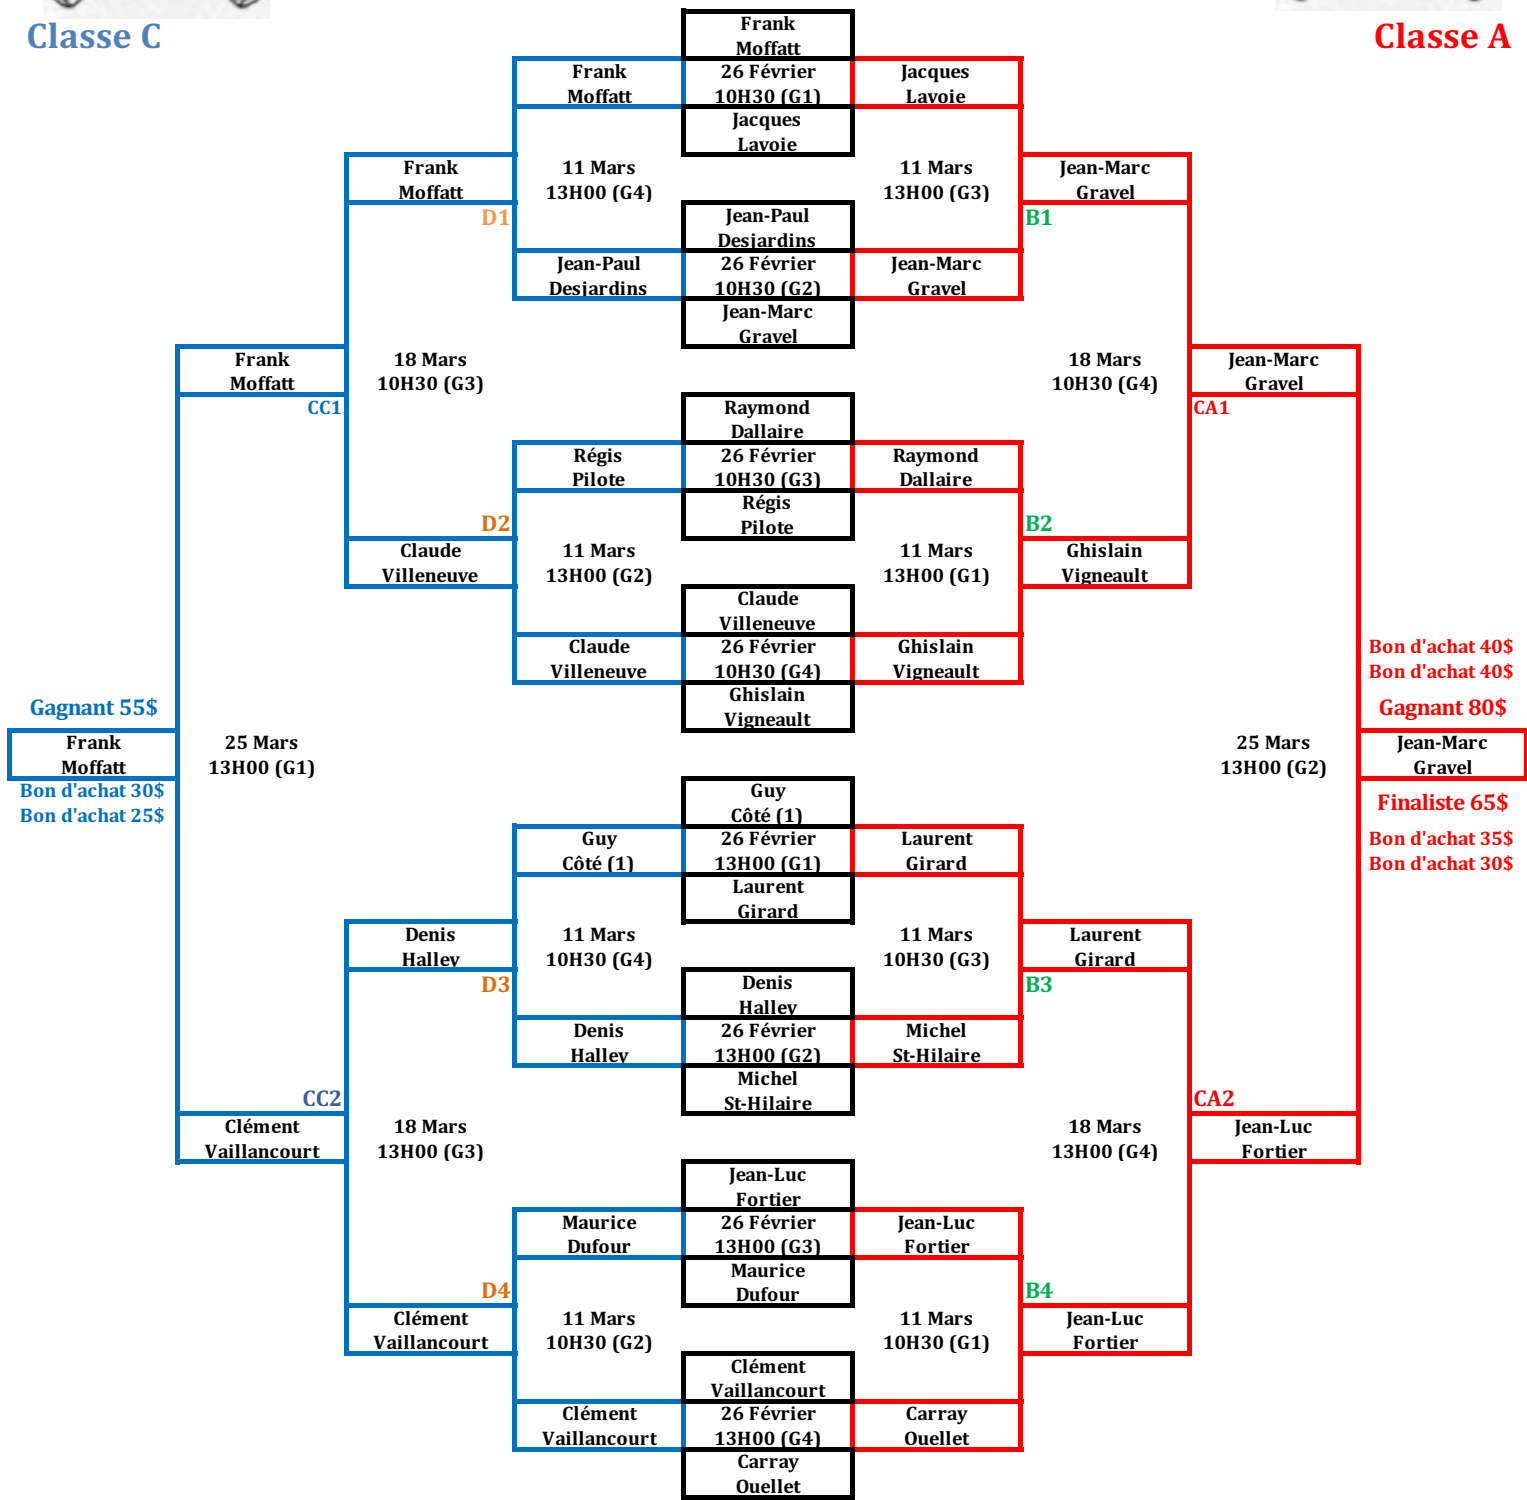 Classe C
Classe A
Frank
Moffatt
Frank
Moffatt
26 Février
10H30 (G1)
Jacques
Lavoie
Jacques
Lavoie
Frank
Moffatt
11 Mars
13H00 (G4)
11 Mars
13H00 (G3)
Jean-Marc
Gravel
D1
B1
Jean-Paul
Desjardins
Jean-Paul
Desjardins
26 Février
10H30 (G2)
Jean-Marc
Gravel
Jean-Marc
Gravel
Frank
Moffatt
18 Mars
10H30 (G3)
18 Mars
10H30 (G4)
Jean-Marc
Gravel
CC1
CA1
Raymond
Dallaire
Régis
Pilote
26 Février
10H30 (G3)
Raymond
Dallaire
Régis
Pilote
D2
B2
Claude
Villeneuve
11 Mars
13H00 (G2)
11 Mars
13H00 (G1)
Ghislain
Vigneault
Claude
Villeneuve
Claude
Villeneuve
26 Février
10H30 (G4)
Ghislain
Vigneault
Ghislain
Vigneault
Bon d'achat 40$
Bon d'achat 40$
Gagnant 55$
Gagnant 80$
Frank
Moffatt
25 Mars
13H00 (G1)
25 Mars
13H00 (G2)
Jean-Marc
Gravel
Bon d'achat 30$
Bon d'achat 25$
Finaliste 65$
Bon d'achat 35$
Bon d'achat 30$
Guy
Côté (1)
Guy
Côté (1)
26 Février
13H00 (G1)
Laurent
Girard
Laurent
Girard
Denis
Halley
11 Mars
10H30 (G4)
11 Mars
10H30 (G3)
Laurent
Girard
D3
B3
Denis
Halley
Denis
Halley
26 Février
13H00 (G2)
Michel
St-Hilaire
Michel
St-Hilaire
CC2
CA2
Clément
Vaillancourt
18 Mars
13H00 (G3)
18 Mars
13H00 (G4)
Jean-Luc
Fortier
Jean-Luc
Fortier
Maurice
Dufour
26 Février
13H00 (G3)
Jean-Luc
Fortier
Maurice
Dufour
D4
B4
Clément
Vaillancourt
11 Mars
10H30 (G2)
11 Mars
10H30 (G1)
Jean-Luc
Fortier
Clément
Vaillancourt
Clément
Vaillancourt
26 Février
13H00 (G4)
Carray
Ouellet
Carray
Ouellet